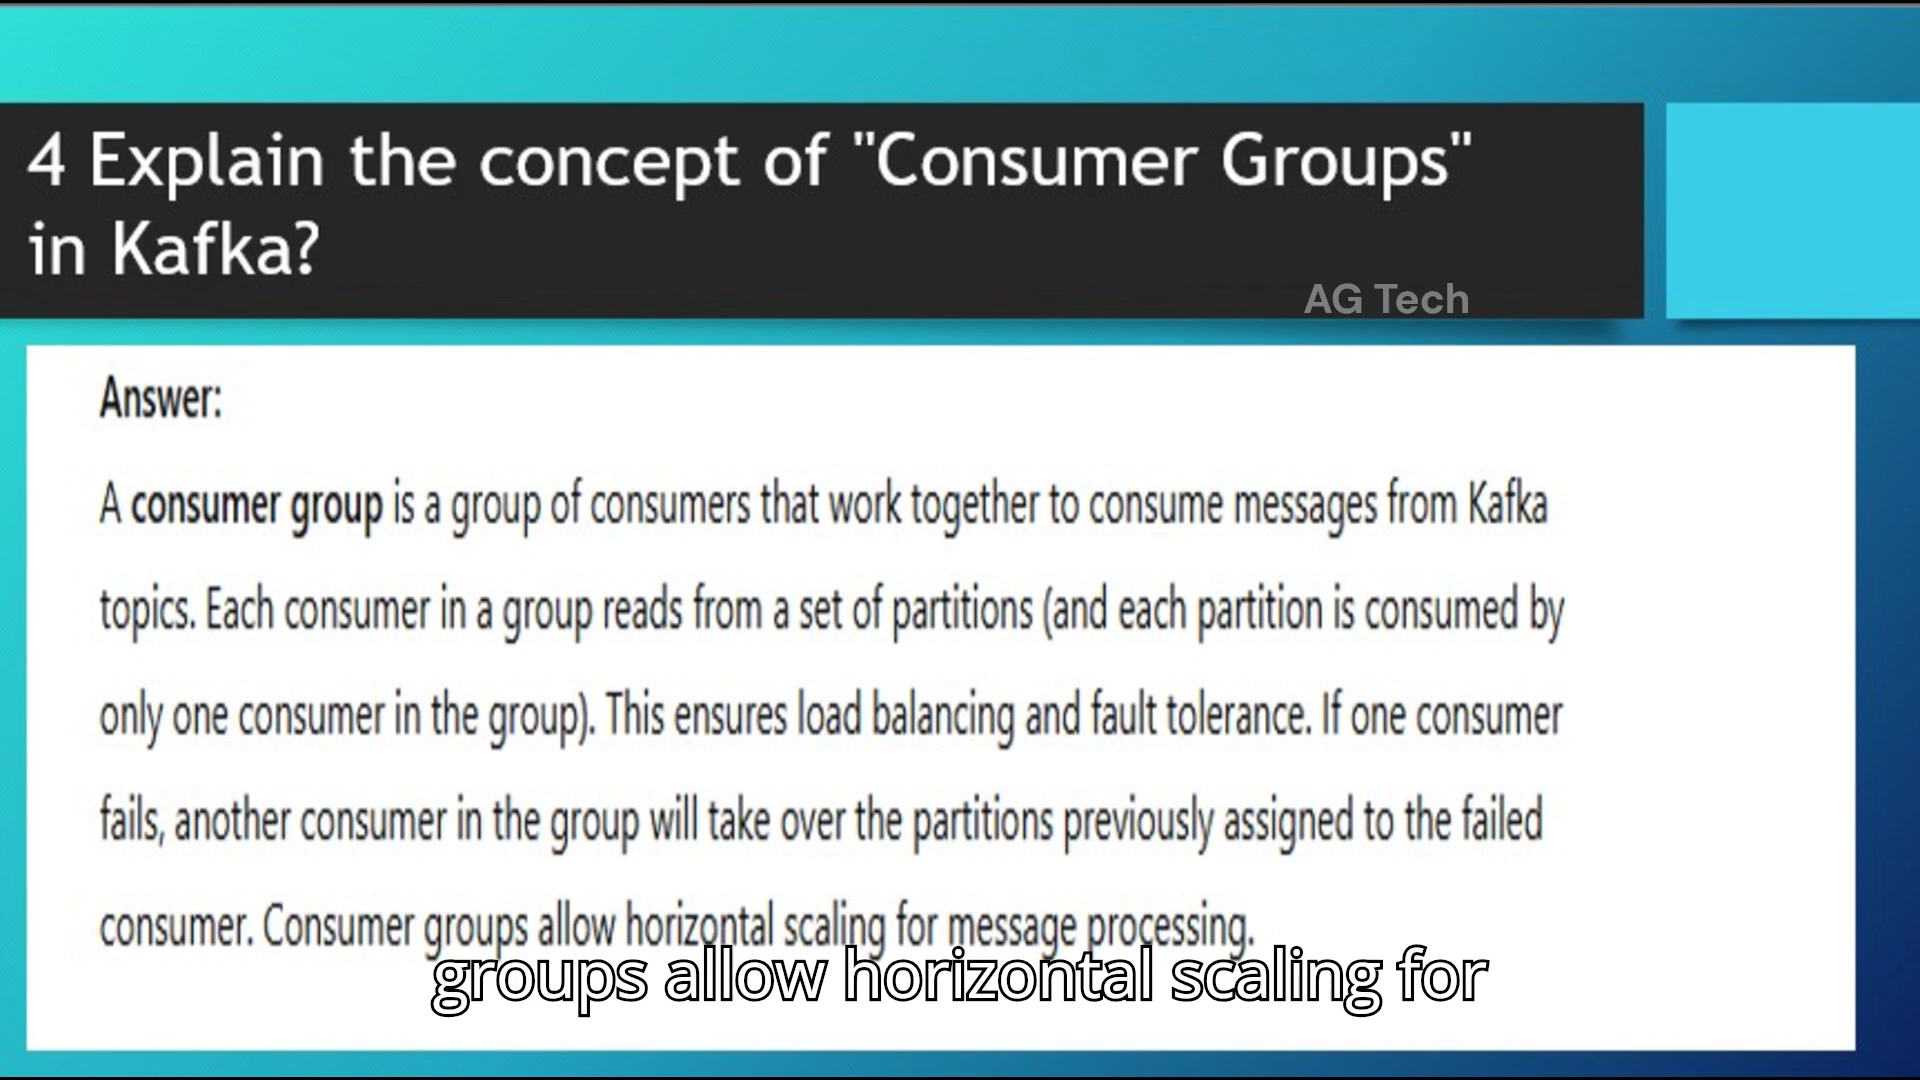 4 Explain the concept of "Consumer Groups"
in Kafka?
AG Tech
Answer:
A consumer group is a group of consumers that work together to consume messages from Kafka
topics. Each consumer in a group reads from a set of partitions (and each partition is consumed by
only one consumer in the group). This ensures load balancing and fault tolerance. If one consumer
fails, another consumer in the group will take over the partitions previously assigned to the failed
consumer. Consumer groups allow horizontal scaling for message processing.
groups allow horizontal scaling for